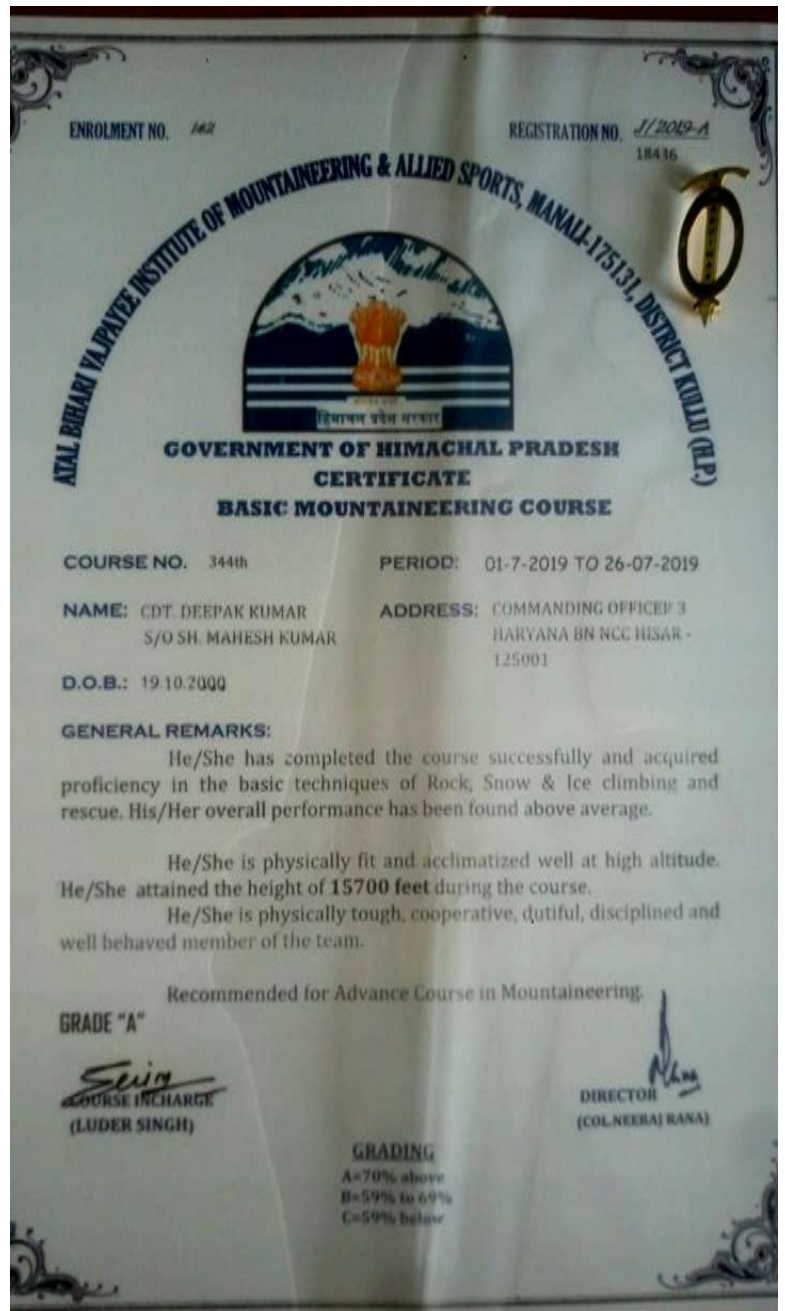 ENROLMENT NO. 142
REGISTRATION NO. J/2019-A
18436
ATAL BIHARI VAJPAYEE INSTITUTE OF MOUNTAINEERING & ALLIED SPORTS, MANALI-175131, DISTRICT KULLU (H.P.)
हिमाचल प्रदेश सरकार
GOVERNMENT OF HIMACHAL PRADESH
CERTIFICATE
BASIC MOUNTAINEERING COURSE
COURSE NO. 344th PERIOD: 01-7-2019 TO 26-07-2019
NAME: CDT. DEEPAK KUMAR ADDRESS: COMMANDING OFFICER 3
S/O SH. MAHESH KUMAR HARYANA BN NCC HISAR -
125001
D.O.B.: 19.10.2000
GENERAL REMARKS:
He/She has completed the course successfully and acquired
proficiency in the basic techniques of Rock, Snow & Ice climbing and
rescue. His/Her overall performance has been found above average.
He/She is physically fit and acclimatized well at high altitude.
He/She attained the height of 15700 feet during the course.
He/She is physically tough, cooperative, dutiful, disciplined and
well behaved member of the team.
Recommended for Advance Course in Mountaineering.
GRADE "A"
COURSE INCHARGE
(LUDER SINGH)
DIRECTOR
(COL.NEERAJ RANA)
GRADING
A=70% above
B=59% to 69%
C=59% below